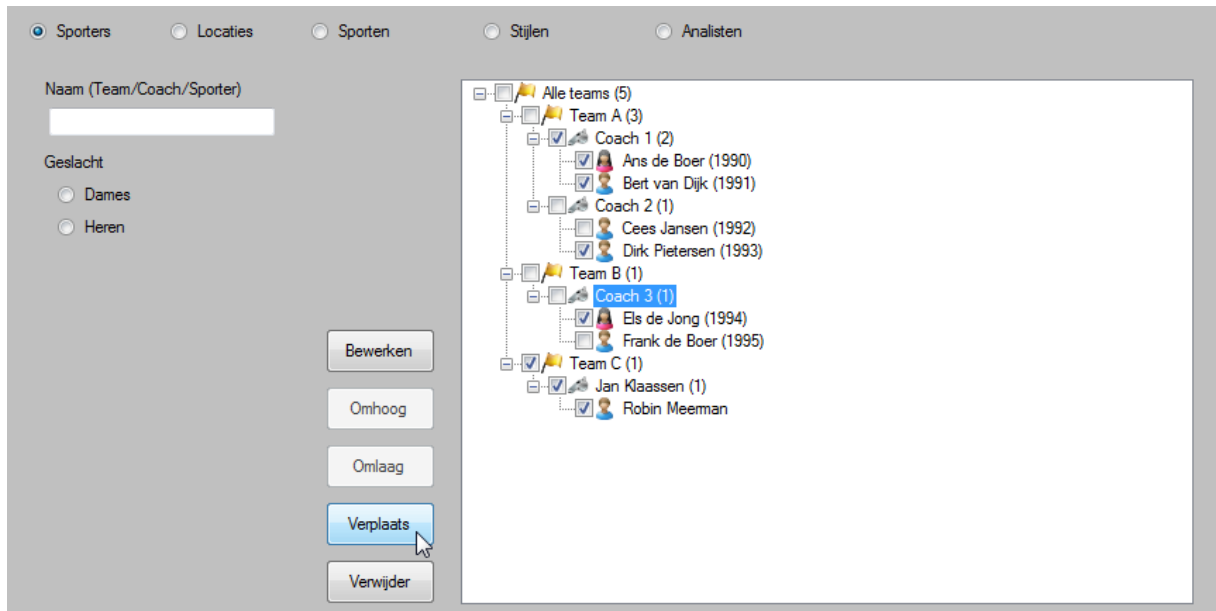 Sporters Locaties Sporten Stijlen Analisten
Naam (Team/Coach/Sporter)
Geslacht
Dames
Heren
Bewerken
Omhoog
Omlaag
Verplaats
Verwijder
Alle teams (5)
Team A (3)
Coach 1 (2)
Ans de Boer (1990)
Bert van Dijk (1991)
Coach 2 (1)
Cees Jansen (1992)
Dirk Pietersen (1993)
Team B (1)
Coach 3 (1)
Els de Jong (1994)
Frank de Boer (1995)
Team C (1)
Jan Klaassen (1)
Robin Meerman